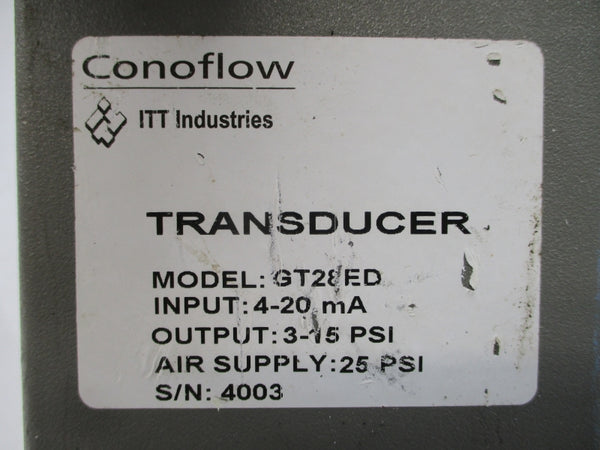 Conoflow
ITT Industries
TRANSDUCER
MODEL: GT28ED
INPUT: 4-20 mA
OUTPUT: 3-15 PSI
AIR SUPPLY: 25 PSI
S/N: 4003